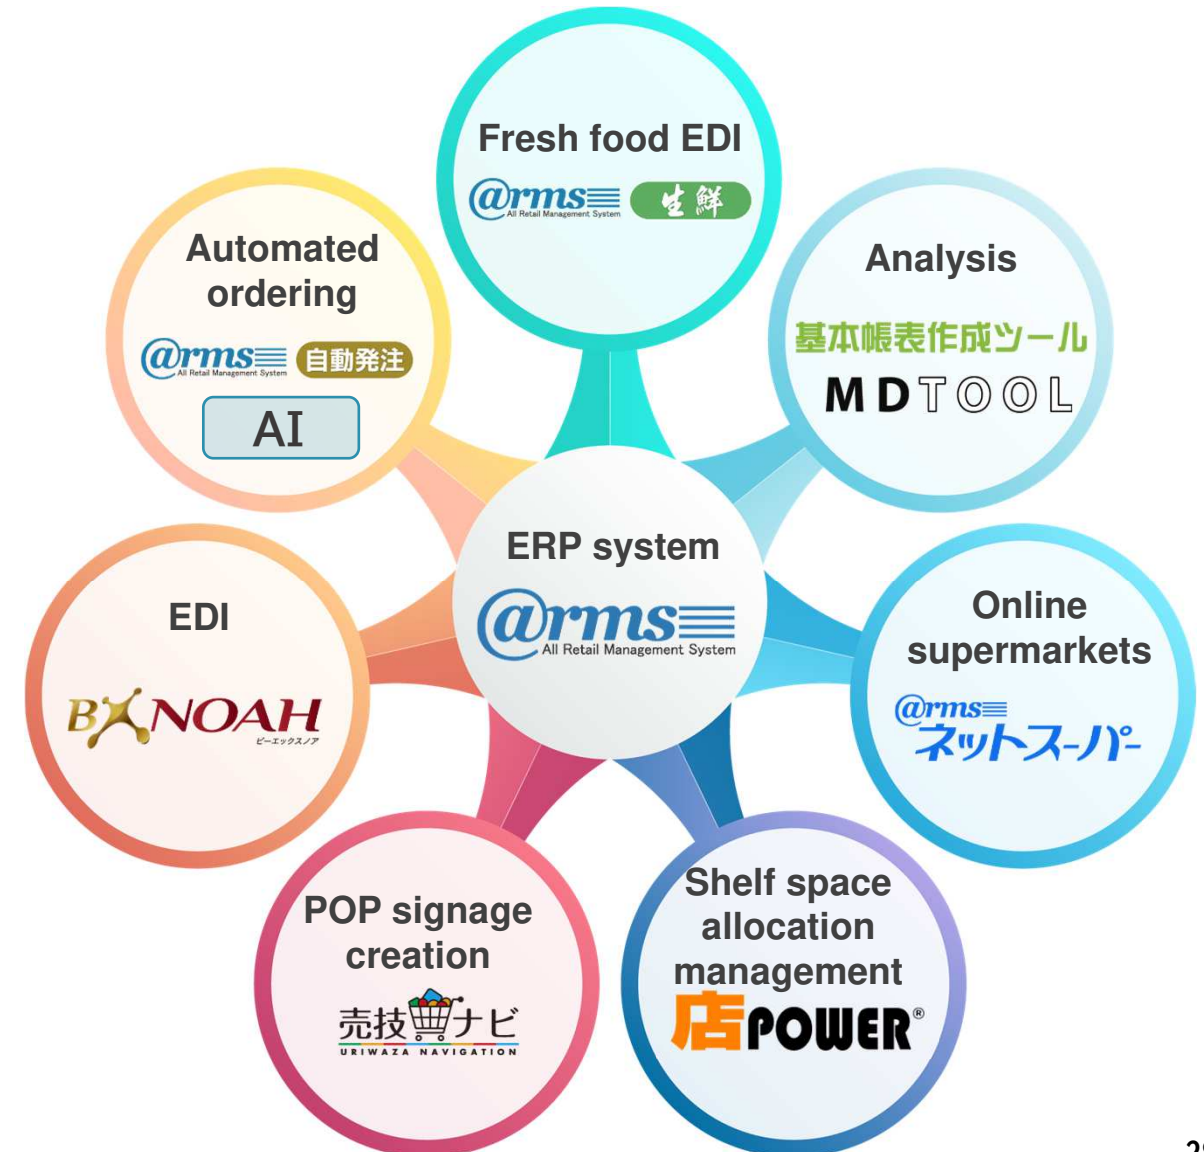 Fresh food EDI
@rms 生鮮
All Retail Management System
Automated
ordering
@rms 自動発注
All Retail Management System
AI
Analysis
基本帳表作成ツール
MDTOOL
ERP system
@rms
All Retail Management System
EDI
BXNOAH
ビーエックスノア
Online
supermarkets
@rms
ネットスーパー
POP signage
creation
売技ナビ
URIWAZA NAVIGATION
Shelf space
allocation
management
店POWER®